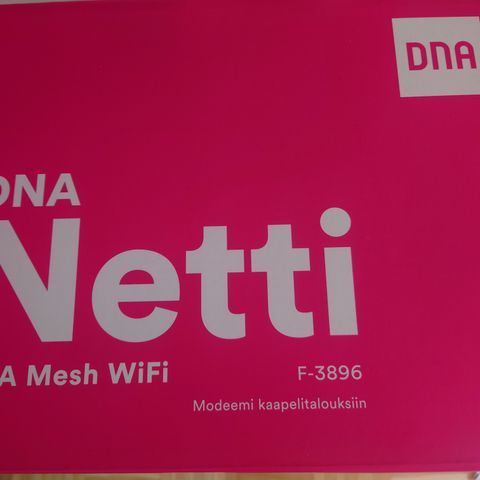 DNA
DNA
Netti
A Mesh WiFi
F-3896
Modeemi kaapelitalouksiin